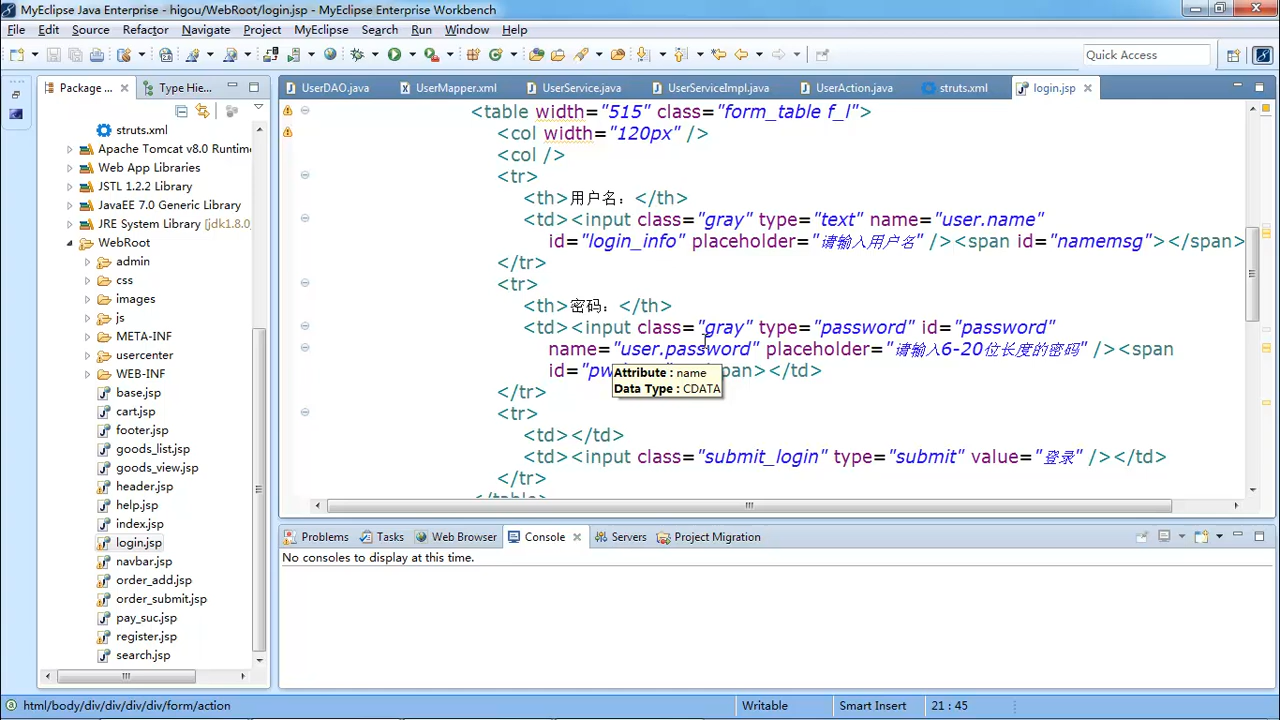 MyEclipse Java Enterprise - higou/WebRoot/login.jsp - MyEclipse Enterprise Workbench
File Edit Source Refactor Navigate Project MyEclipse Search Run Window Help
Quick Access
Package ...
Type Hie...
struts.xml
Apache Tomcat v8.0 Runtime
Web App Libraries
JSTL 1.2.2 Library
JavaEE 7.0 Generic Library
JRE System Library [jdk1.8.0
WebRoot
admin
css
images
js
META-INF
usercenter
WEB-INF
base.jsp
cart.jsp
footer.jsp
goods_list.jsp
goods_view.jsp
header.jsp
help.jsp
index.jsp
login.jsp
navbar.jsp
order_add.jsp
order_submit.jsp
pay_suc.jsp
register.jsp
search.jsp
UserDAO.java UserMapper.xml UserService.java UserServiceImpl.java UserAction.java struts.xml login.jsp
<table width="515" class="form_table f_l">
<col width="120px" />
<col />
<tr>
<th>用户名：</th>
<td><input class="gray" type="text" name="user.name"
id="login_info" placeholder="请输入用户名" /><span id="namemsg"></span>
</tr>
<tr>
<th>密码：</th>
<td><input class="gray" type="password" id="password"
name="user.password" placeholder="请输入6-20位长度的密码" /><span
id="pw pan></td>
Attribute : name
Data Type : CDATA
</tr>
<tr>
<td></td>
<td><input class="submit_login" type="submit" value="登录" /></td>
</tr>
</table>
Problems Tasks Web Browser Console Servers Project Migration
No consoles to display at this time.
html/body/div/div/div/div/form/action
Writable
Smart Insert
21 : 45